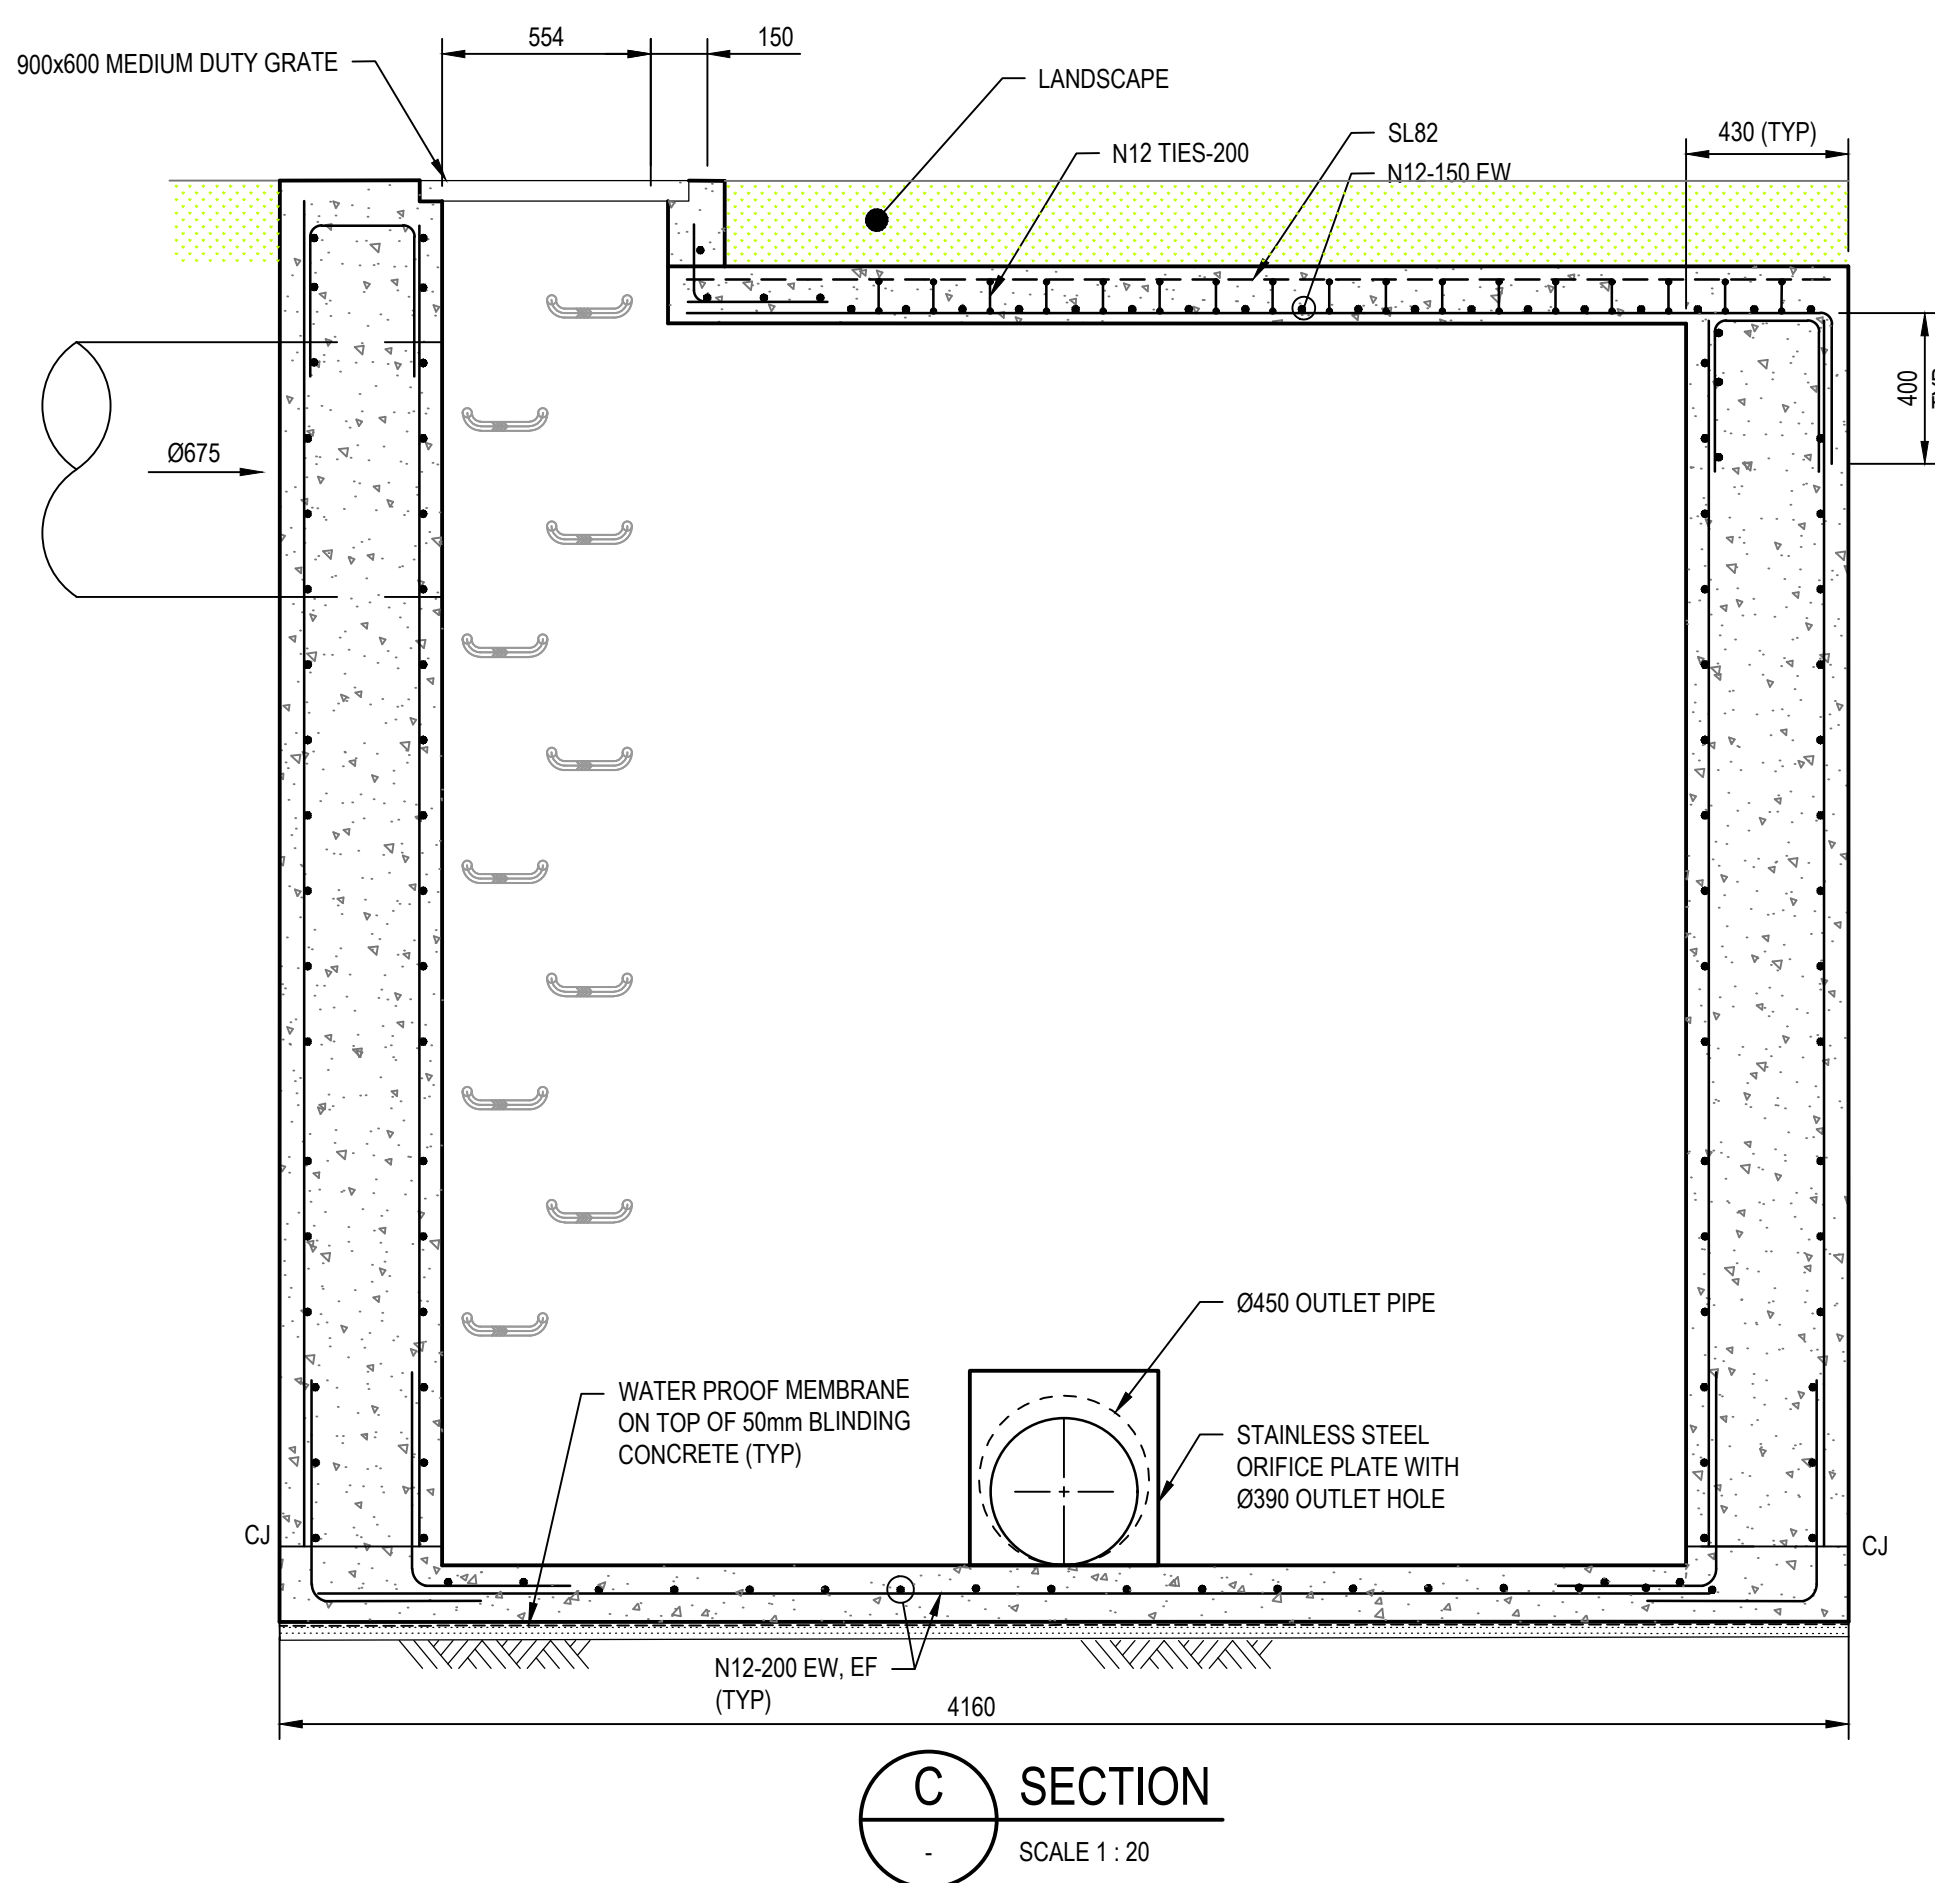 554
150
900x600 MEDIUM DUTY GRATE
LANDSCAPE
SL82
430 (TYP)
N12 TIES-200
N12-150 EW
400
TYP
Ø675
Ø450 OUTLET PIPE
WATER PROOF MEMBRANE
ON TOP OF 50mm BLINDING
CONCRETE (TYP)
STAINLESS STEEL
ORIFICE PLATE WITH
Ø390 OUTLET HOLE
CJ
CJ
N12-200 EW, EF
(TYP)
4160
C
SECTION
-
SCALE 1 : 20